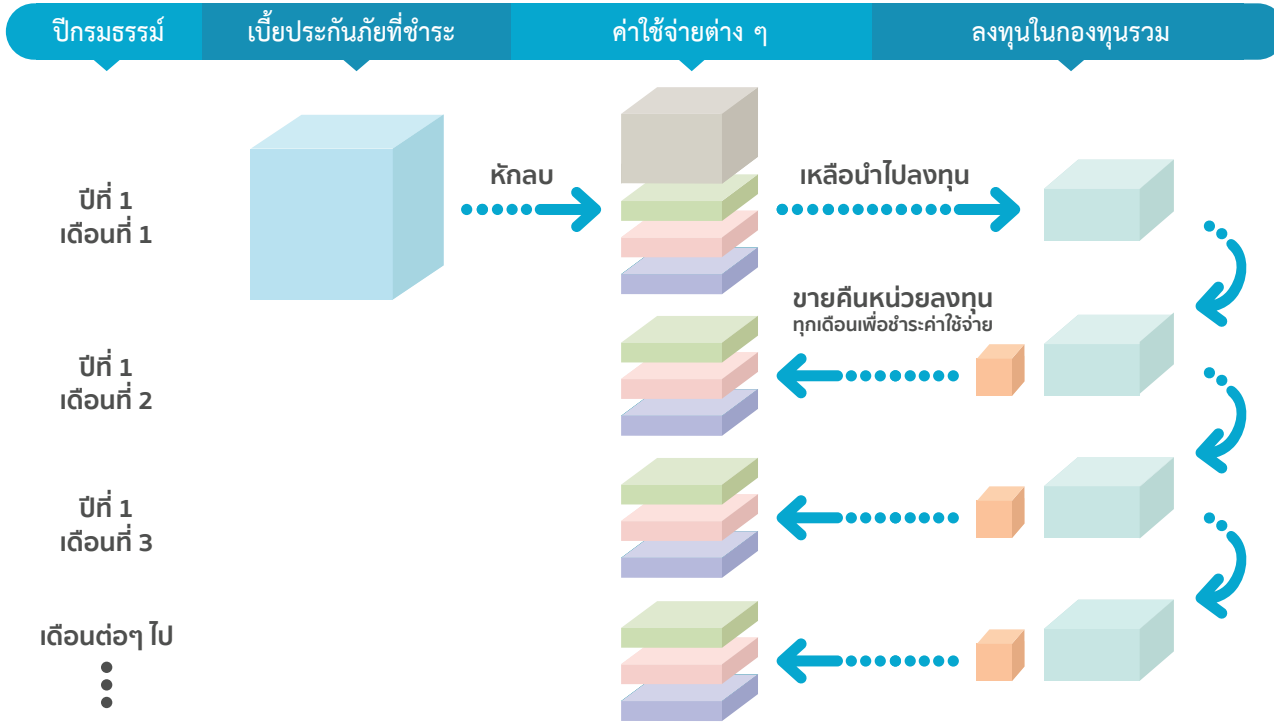 ปีกรมธรรม์
เบี้ยประกันภัยที่ชำระ
ค่าใช้จ่ายต่าง ๆ
ลงทุนในกองทุนรวม
ปีที่ 1
เดือนที่ 1
หักลบ
เหลือนำไปลงทุน
ปีที่ 1
เดือนที่ 2
ขายคืนหน่วยลงทุน
ทุกเดือนเพื่อชำระค่าใช้จ่าย
ปีที่ 1
เดือนที่ 3
เดือนต่อๆ ไป